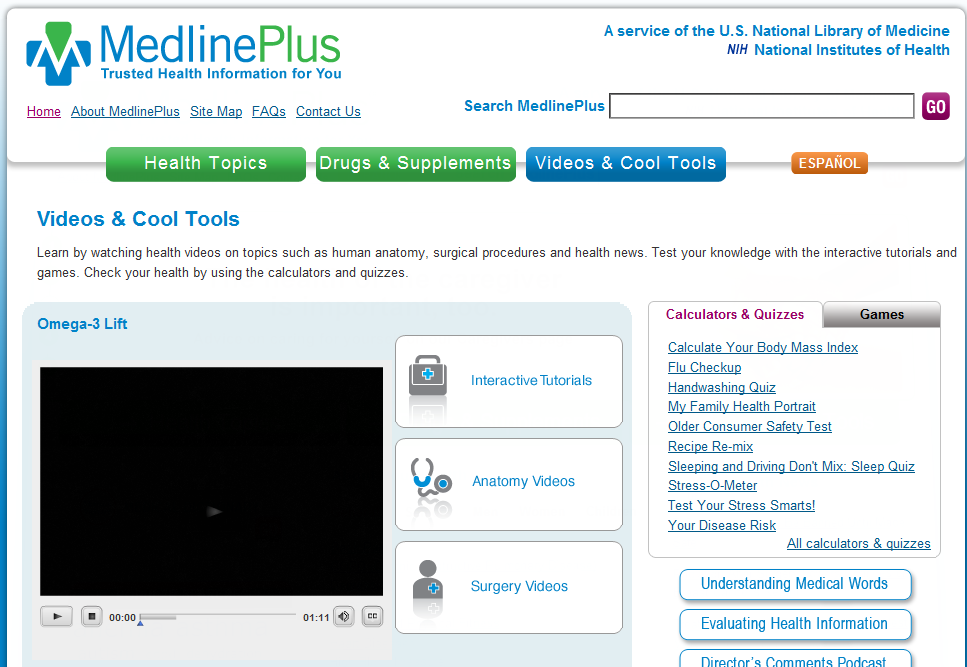 MedlinePlus
Trusted Health Information for You
A service of the U.S. National Library of Medicine
NIH National Institutes of Health
Home About MedlinePlus Site Map FAQs Contact Us
Search MedlinePlus GO
Health Topics
Drugs & Supplements
Videos & Cool Tools
ESPAÑOL
Videos & Cool Tools
Learn by watching health videos on topics such as human anatomy, surgical procedures and health news. Test your knowledge with the interactive tutorials and
games. Check your health by using the calculators and quizzes.
Omega-3 Lift
00:00
01:11
CC
Interactive Tutorials
Anatomy Videos
Surgery Videos
Calculators & Quizzes
Games
Calculate Your Body Mass Index
Flu Checkup
Handwashing Quiz
My Family Health Portrait
Older Consumer Safety Test
Recipe Re-mix
Sleeping and Driving Don't Mix: Sleep Quiz
Stress-O-Meter
Test Your Stress Smarts!
Your Disease Risk
All calculators & quizzes
Understanding Medical Words
Evaluating Health Information
Director's Comments Podcast